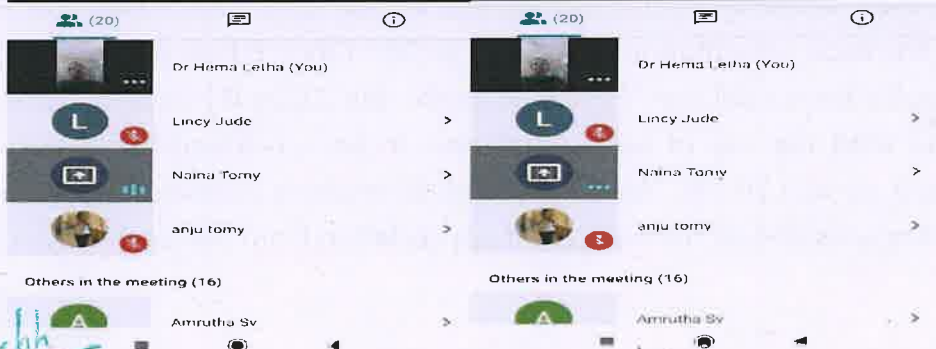 (20)
Dr Hema Letha (You)
L
Lincy Jude
Naina Tomy
anju tomy
Others in the meeting (16)
A
Amrutha Sv
(20)
Dr Hema Letha (You)
L
Lincy Jude
Naina Tomy
anju tomy
Others in the meeting (16)
A
Amrutha Sv